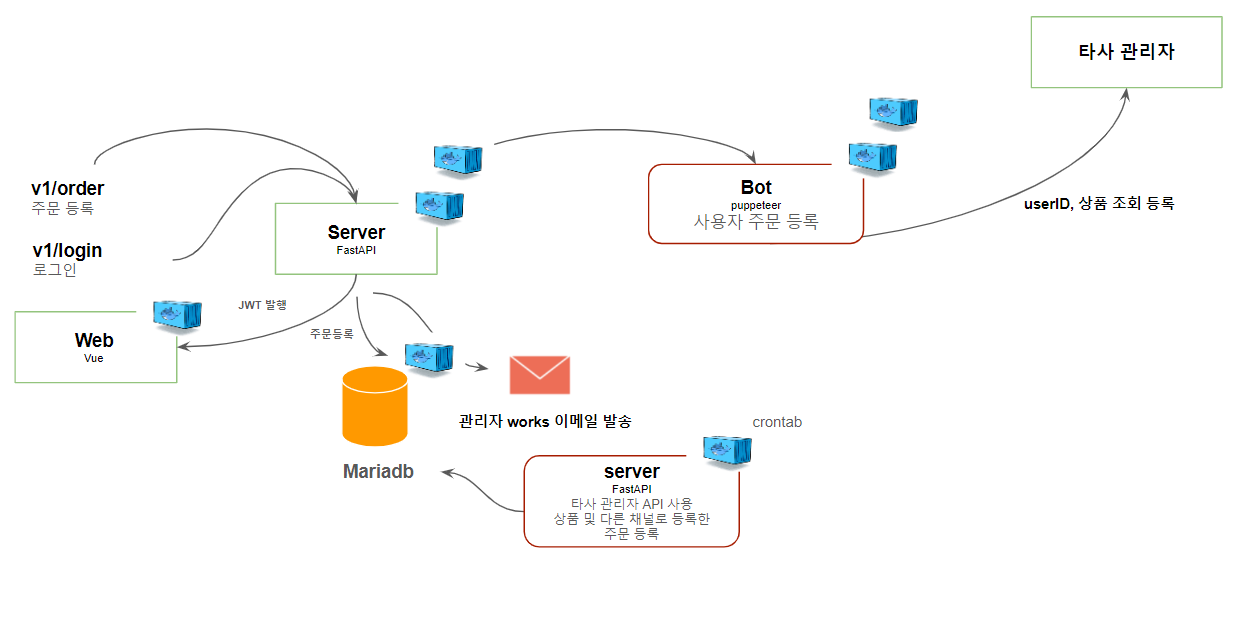 타사 관리자
v1/order
주문 등록
v1/login
로그인
Server
FastAPI
Bot
puppeteer
사용자 주문 등록
userID, 상품 조회 등록
JWT 발행
주문등록
Web
Vue
관리자 works 이메일 발송
Mariadb
crontab
server
FastAPI
타사 관리자 API 사용
상품 및 다른 채널로 등록한
주문 등록